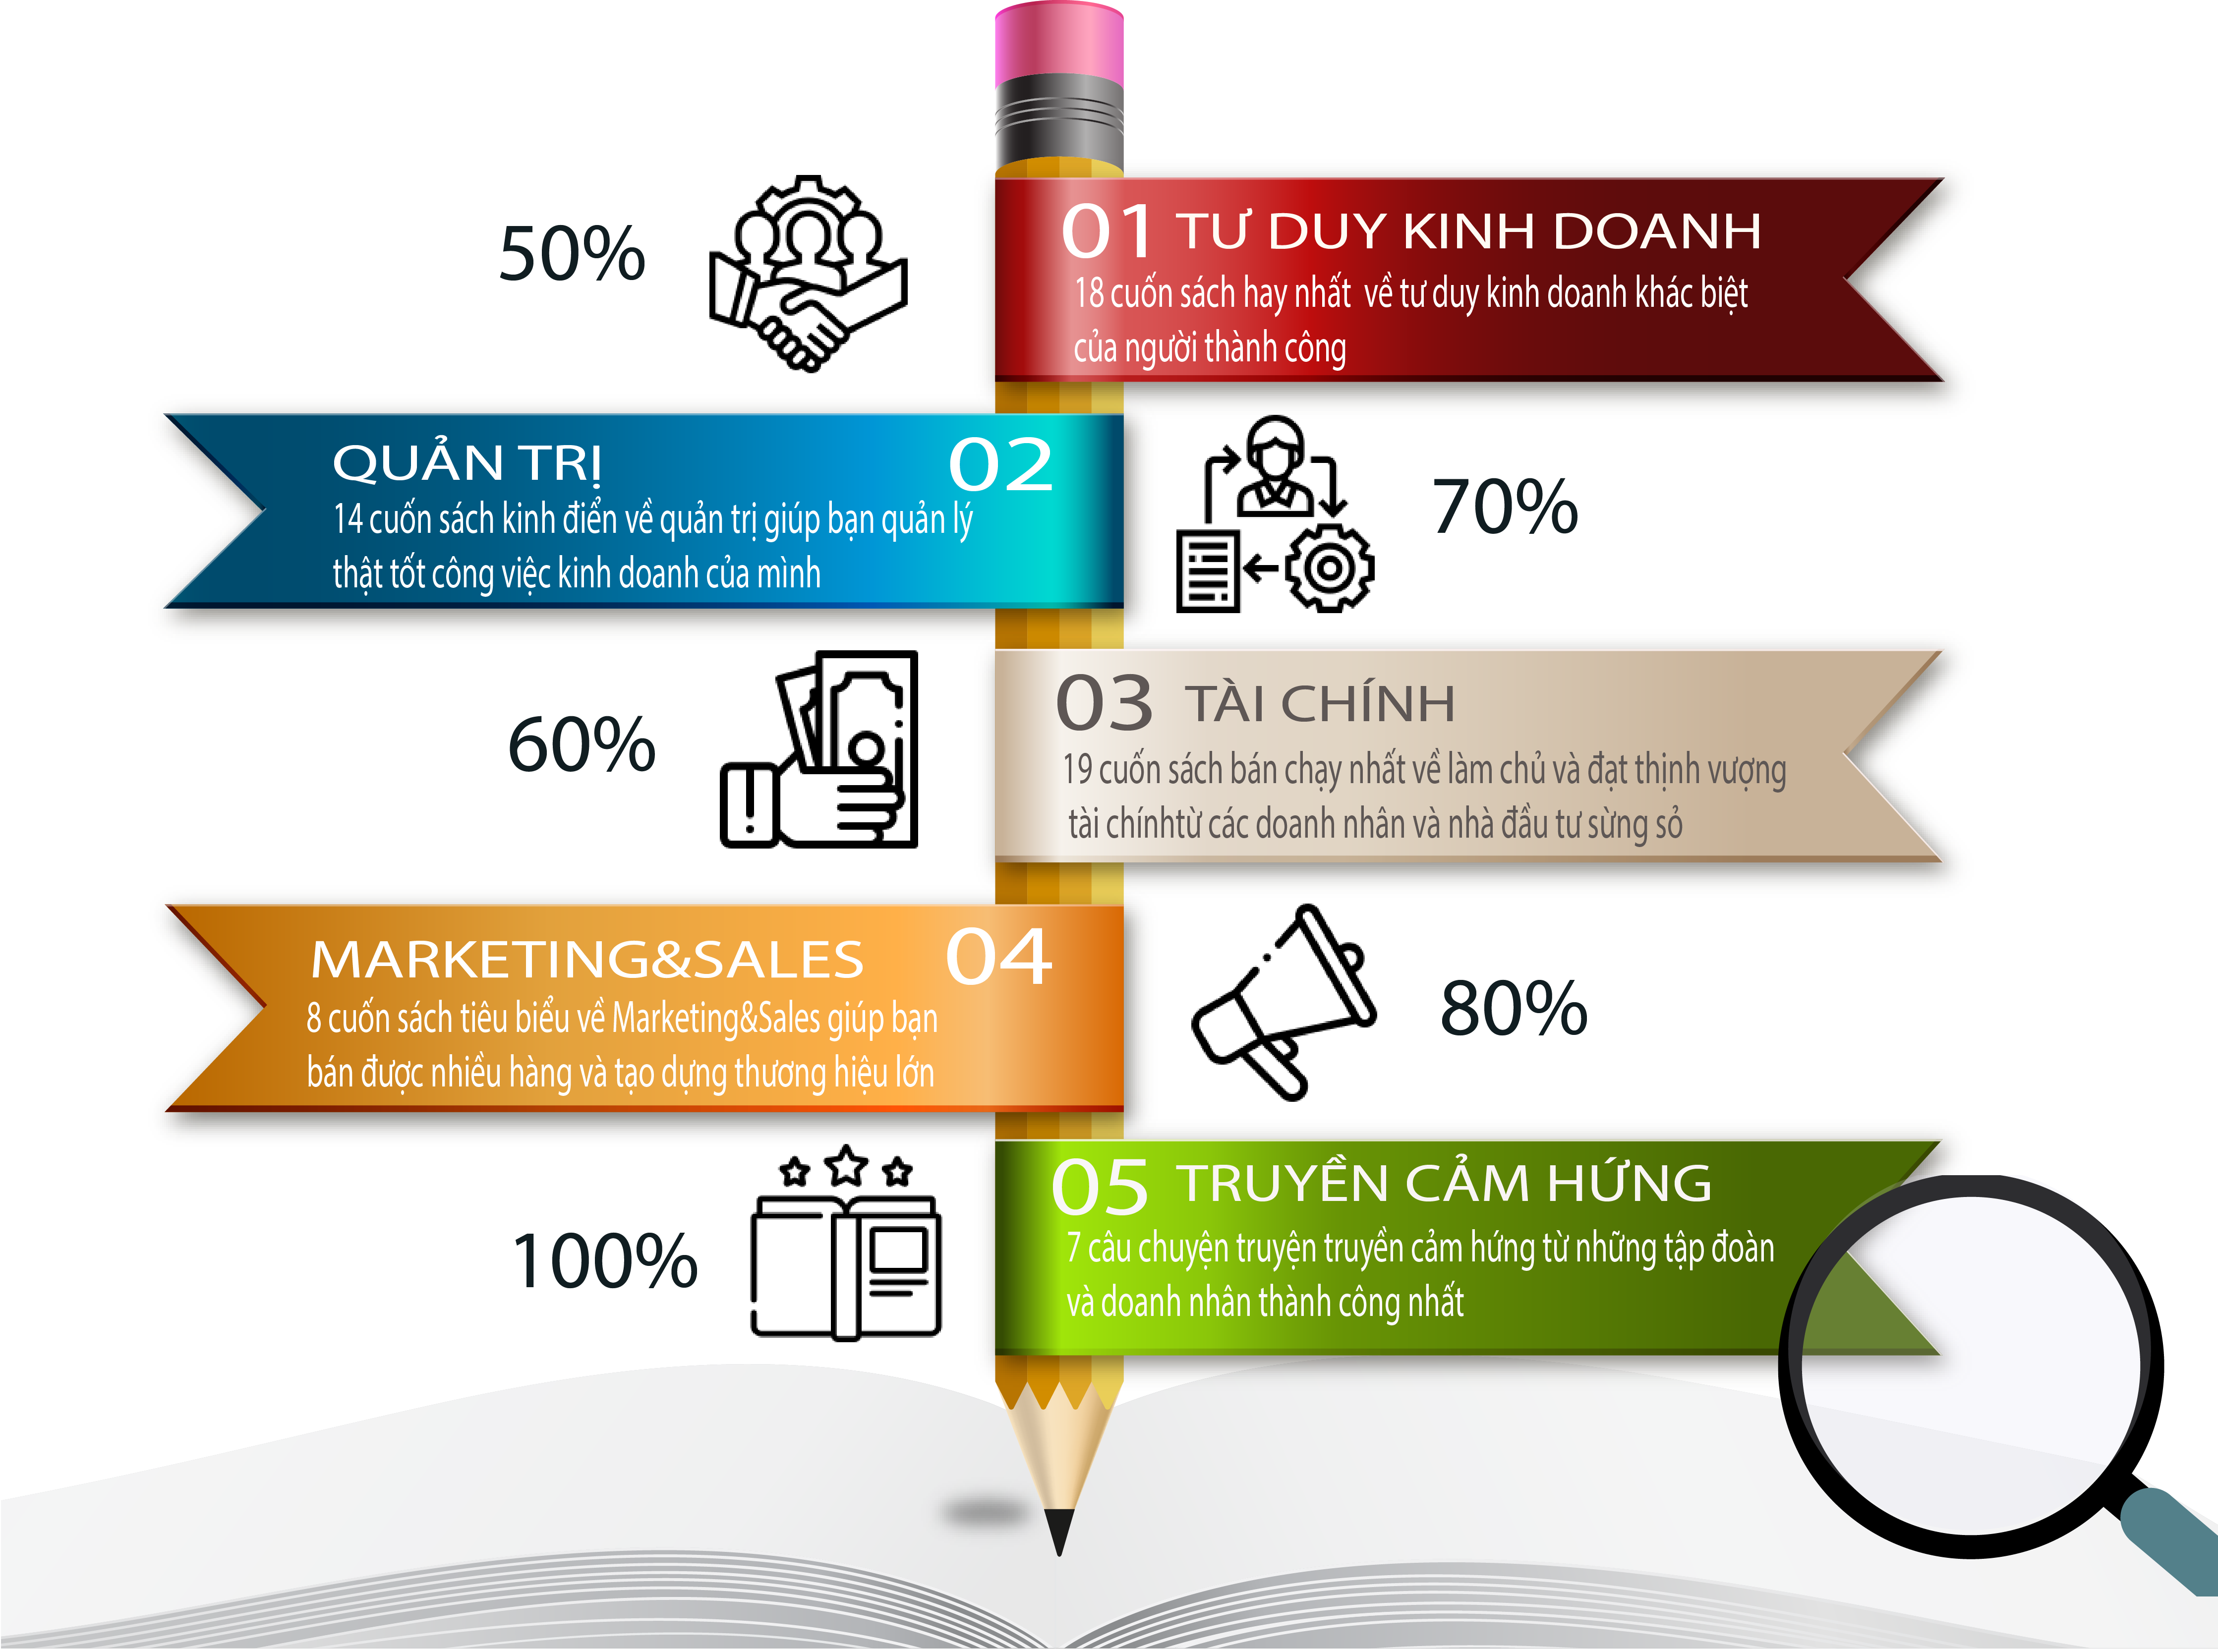 50%
01 TƯ DUY KINH DOANH
18 cuốn sách hay nhất về tư duy kinh doanh khác biệt
của người thành công
QUẢN TRỊ 02
14 cuốn sách kinh điển về quản trị giúp bạn quản lý
thật tốt công việc kinh doanh của mình
70%
60%
03 TÀI CHÍNH
19 cuốn sách bán chạy nhất về làm chủ và đạt thịnh vượng
tài chínhtừ các doanh nhân và nhà đầu tư sừng sỏ
MARKETING&SALES 04
8 cuốn sách tiêu biểu về Marketing&Sales giúp bạn
bán được nhiều hàng và tạo dựng thương hiệu lớn
80%
100%
05 TRUYỀN CẢM HỨNG
7 câu chuyện truyện truyền cảm hứng từ những tập đoàn
và doanh nhân thành công nhất